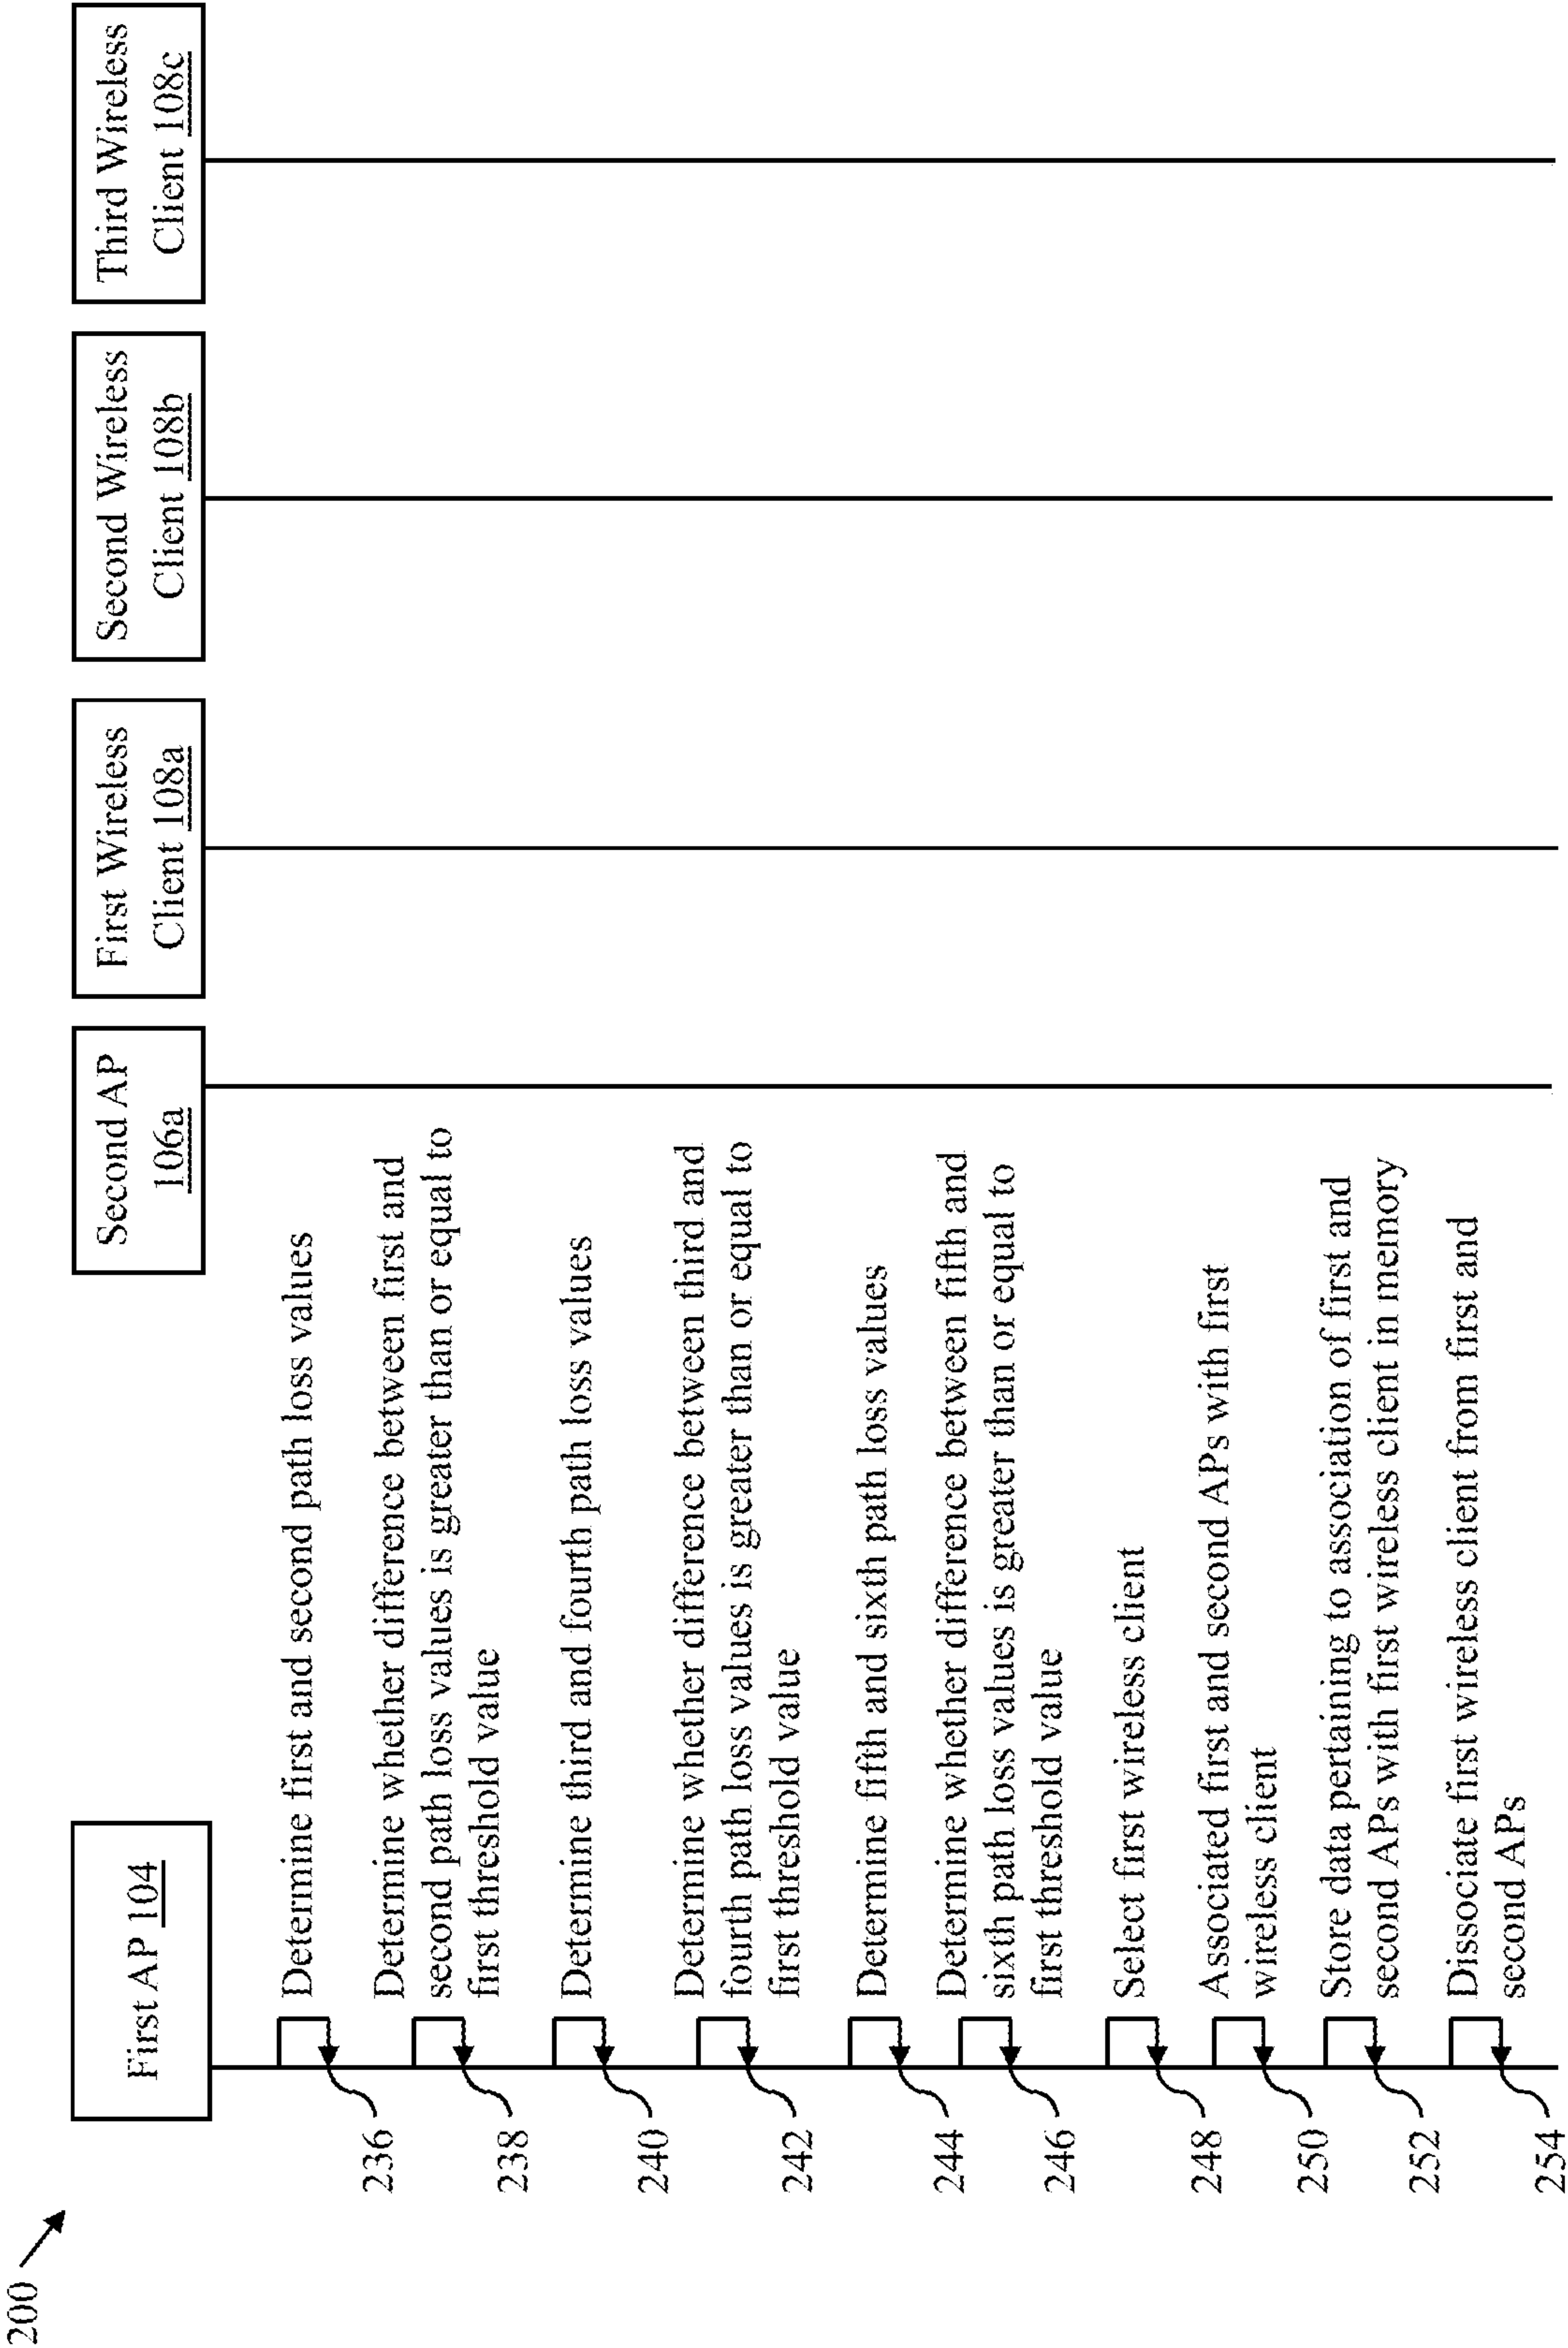 200
First AP 104
Second AP
106a
First Wireless
Client 108a
Second Wireless
Client 108b
Third Wireless
Client 108c
Determine first and second path loss values
236
Determine whether difference between first and
second path loss values is greater than or equal to
first threshold value
238
Determine third and fourth path loss values
240
Determine whether difference between third and
fourth path loss values is greater than or equal to
first threshold value
242
Determine fifth and sixth path loss values
244
Determine whether difference between fifth and
sixth path loss values is greater than or equal to
first threshold value
246
Select first wireless client
248
Associated first and second APs with first
wireless client
250
Store data pertaining to association of first and
second APs with first wireless client in memory
252
Dissociate first wireless client from first and
second APs
254